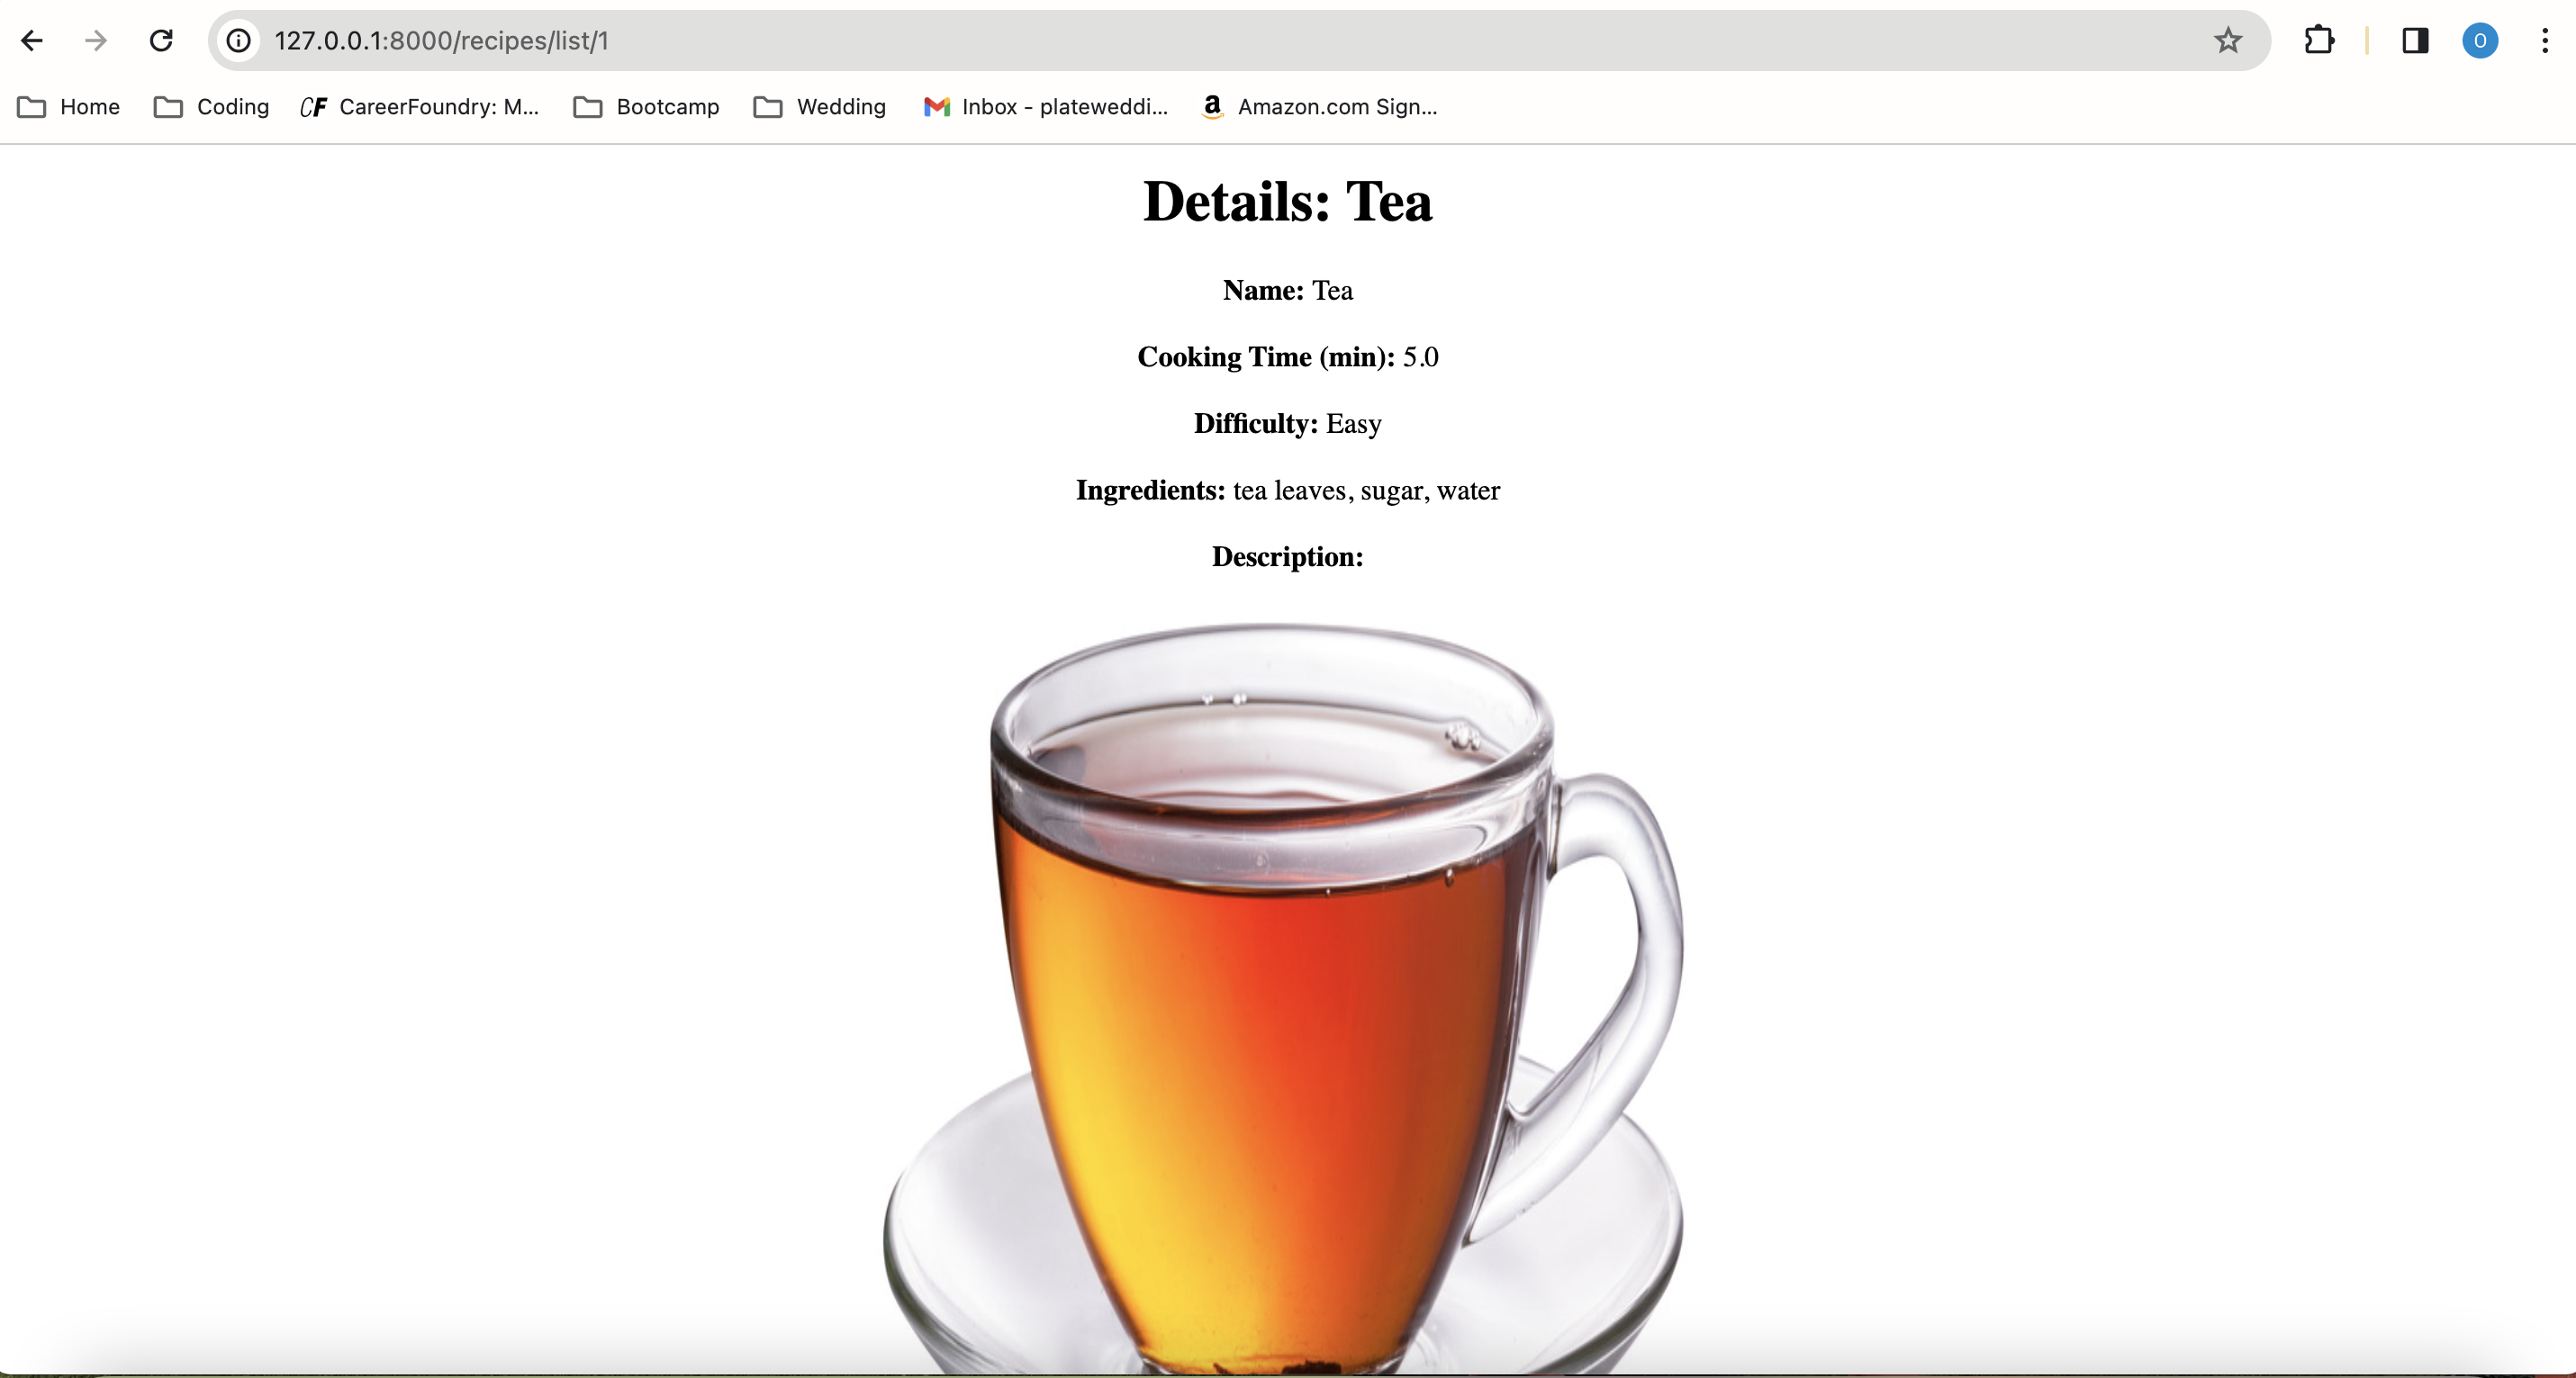 127.0.0.1:8000/recipes/list/1
O
Home Coding CF CareerFoundry: M... Bootcamp Wedding Inbox - plateweddi... a Amazon.com Sign...
Details: Tea
Name: Tea
Cooking Time (min): 5.0
Difficulty: Easy
Ingredients: tea leaves, sugar, water
Description: